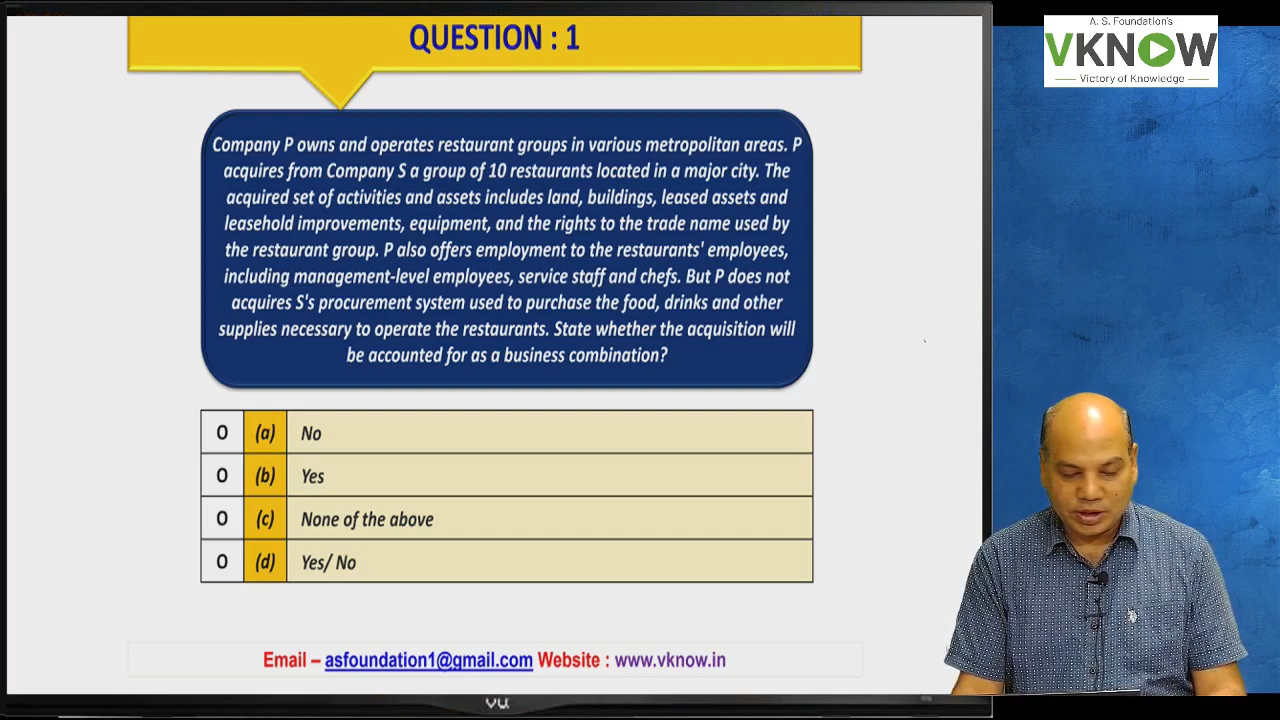 QUESTION : 1
A. S. Foundation's
VKNOW
Victory of Knowledge
Company P owns and operates restaurant groups in various metropolitan areas. P
acquires from Company S a group of 10 restaurants located in a major city. The
acquired set of activities and assets includes land, buildings, leased assets and
leasehold improvements, equipment, and the rights to the trade name used by
the restaurant group. P also offers employment to the restaurants' employees,
including management-level employees, service staff and chefs. But P does not
acquires S's procurement system used to purchase the food, drinks and other
supplies necessary to operate the restaurants. State whether the acquisition will
be accounted for as a business combination?
O (a) No
O (b) Yes
O (c) None of the above
O (d) Yes/ No
Email – asfoundation1@gmail.com Website : www.vknow.in
vu